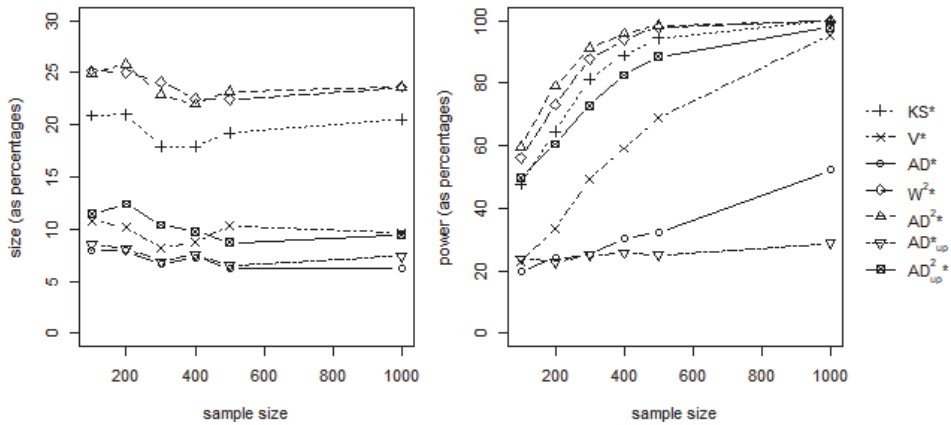 size (as percentages)
30
25
20
15
10
5
0
200
400
600
800
1000
sample size
power (as percentages)
100
80
60
40
20
0
200
400
600
800
1000
sample size
KS*
V*
AD*
W²*
AD²*
AD*up
AD²up*